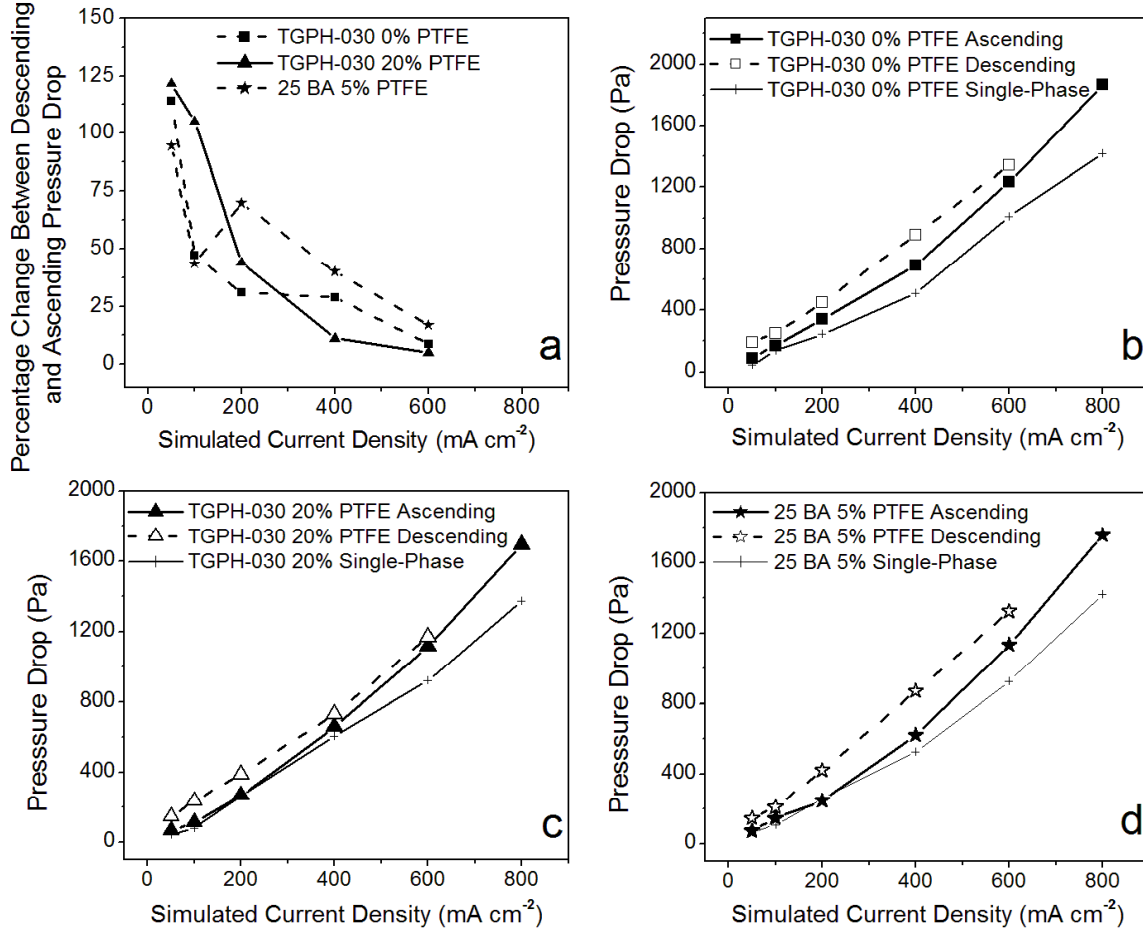 Percentage Change Between Descending
and Ascending Pressure Drop
150
125
100
75
50
25
0
TGPH-030 0% PTFE
TGPH-030 20% PTFE
25 BA 5% PTFE
a
0 200 400 600 800
Simulated Current Density (mA cm⁻²)
Presssure Drop (Pa)
2000
1600
1200
800
400
0
TGPH-030 0% PTFE Ascending
TGPH-030 0% PTFE Descending
TGPH-030 0% PTFE Single-Phase
b
0 200 400 600 800
Simulated Current Density (mA cm⁻²)
Presssure Drop (Pa)
2000
1600
1200
800
400
0
TGPH-030 20% PTFE Ascending
TGPH-030 20% PTFE Descending
TGPH-030 20% Single-Phase
c
0 200 400 600 800
Simulated Current Density (mA cm⁻²)
Presssure Drop (Pa)
2000
1600
1200
800
400
0
25 BA 5% PTFE Ascending
25 BA 5% PTFE Descending
25 BA 5% Single-Phase
d
0 200 400 600 800
Simulated Current Density (mA cm⁻²)